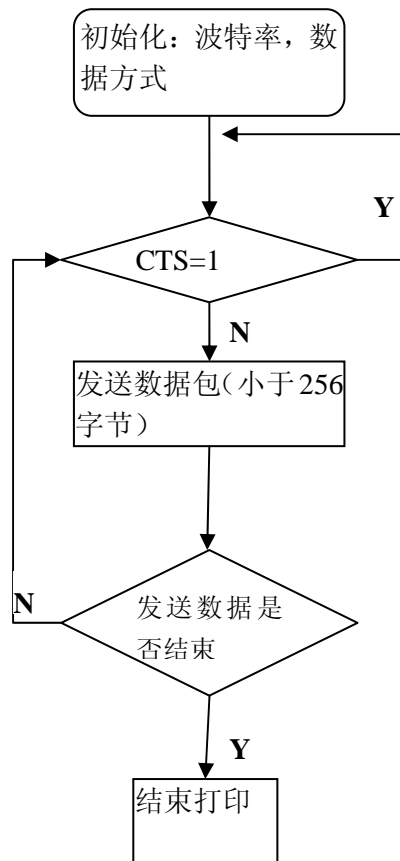 初始化：波特率，数
据方式
Y
CTS=1
N
发送数据包（小于256
字节）
N
发送数据是
否结束
Y
结束打印